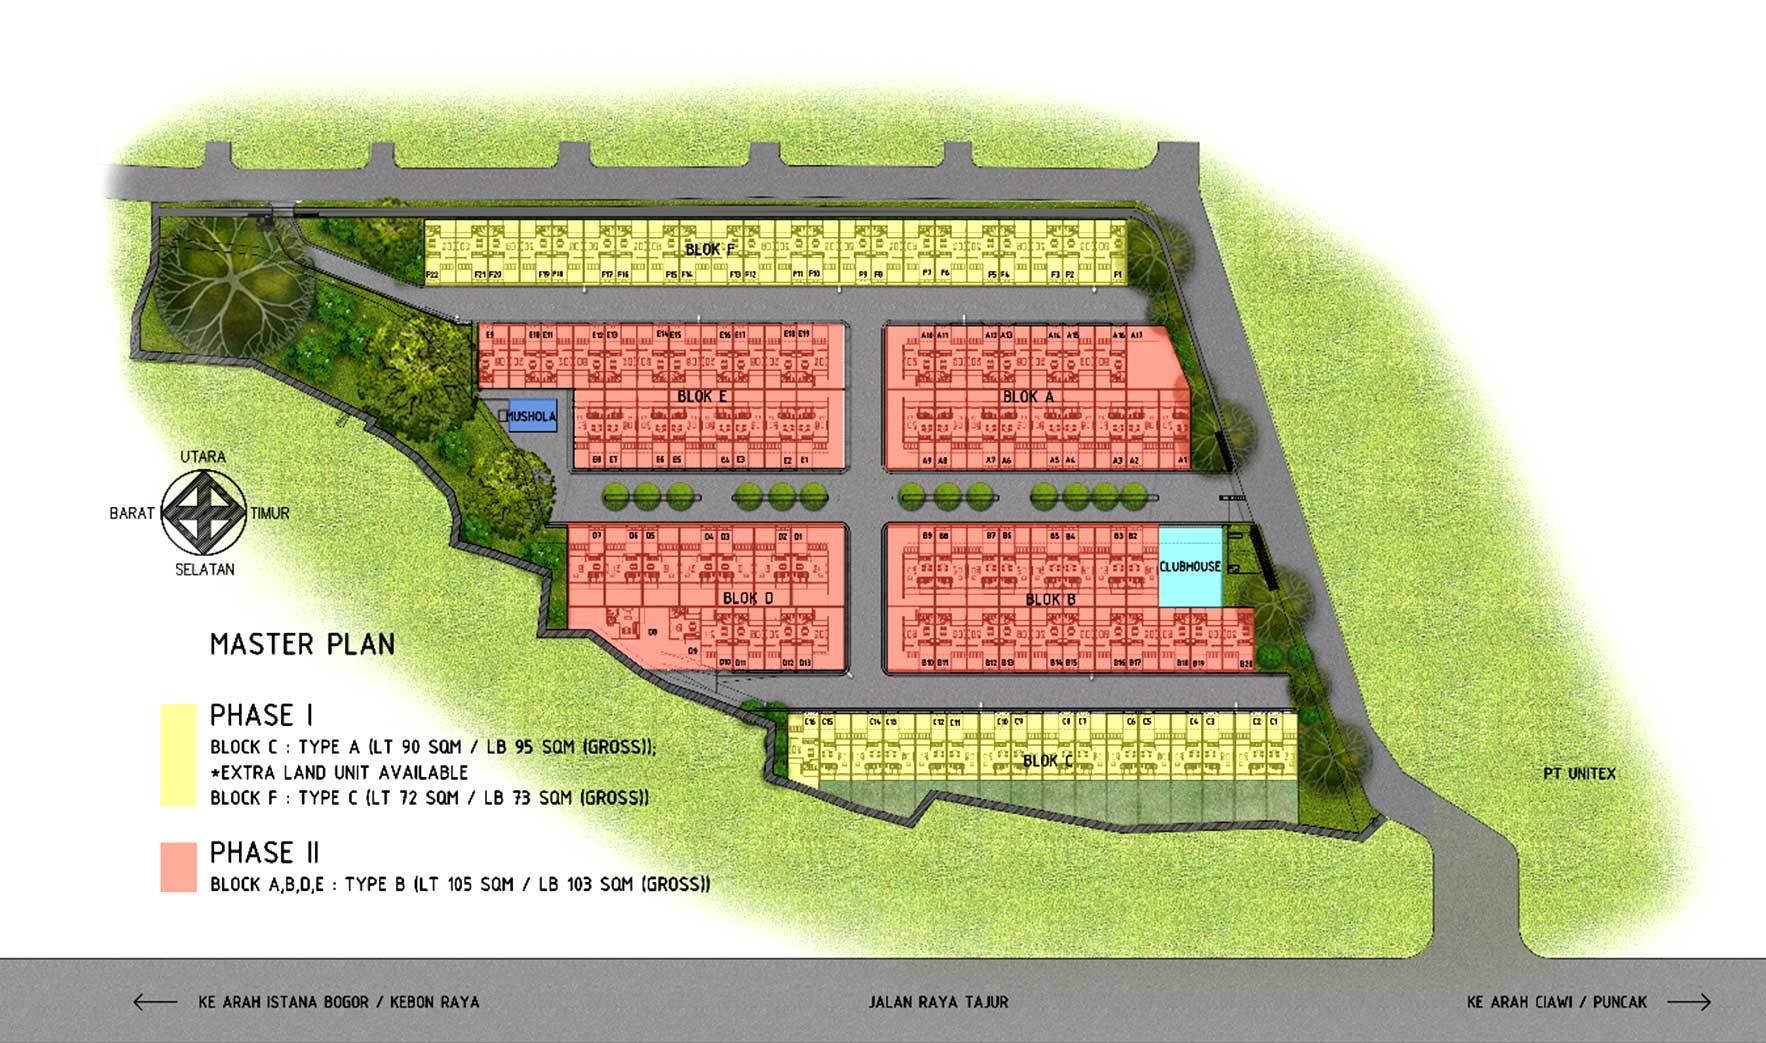 BLOK F
F22 F21 F20 F19 F18 F17 F16 F15 F14 F13 F12 F11 F10 F9 F8 F7 F6 F5 F4 F3 F2 F1
E9 E10 E11 E12 E13 E14 E15 E16 E17 E18 E19
A10 A11 A12 A13 A14 A15 A16 A17
BLOK E
BLOK A
MUSHOLA
E8 E7 E6 E5 E4 E3 E2 E1
A9 A8 A7 A6 A5 A4 A3 A2 A1
UTARA
BARAT
TIMUR
SELATAN
D7 D6 D5 D4 D3 D2 D1
B9 B8 B7 B6 B5 B4 B3 B2
CLUBHOUSE
BLOK D
BLOK B
D8
D9
D10 D11 D12 D13
B10 B11 B12 B13 B14 B15 B16 B17 B18 B19 B20
C16 C15 C14 C13 C12 C11 C10 C9 C8 C7 C6 C5 C4 C3 C2 C1
BLOK C
PT UNITEX
MASTER PLAN
PHASE I
BLOCK C : TYPE A (LT 90 SQM / LB 95 SQM (GROSS));
*EXTRA LAND UNIT AVAILABLE
BLOCK F : TYPE C (LT 72 SQM / LB 73 SQM (GROSS))
PHASE II
BLOCK A,B,D,E : TYPE B (LT 105 SQM / LB 103 SQM (GROSS))
KE ARAH ISTANA BOGOR / KEBON RAYA
JALAN RAYA TAJUR
KE ARAH CIAWI / PUNCAK